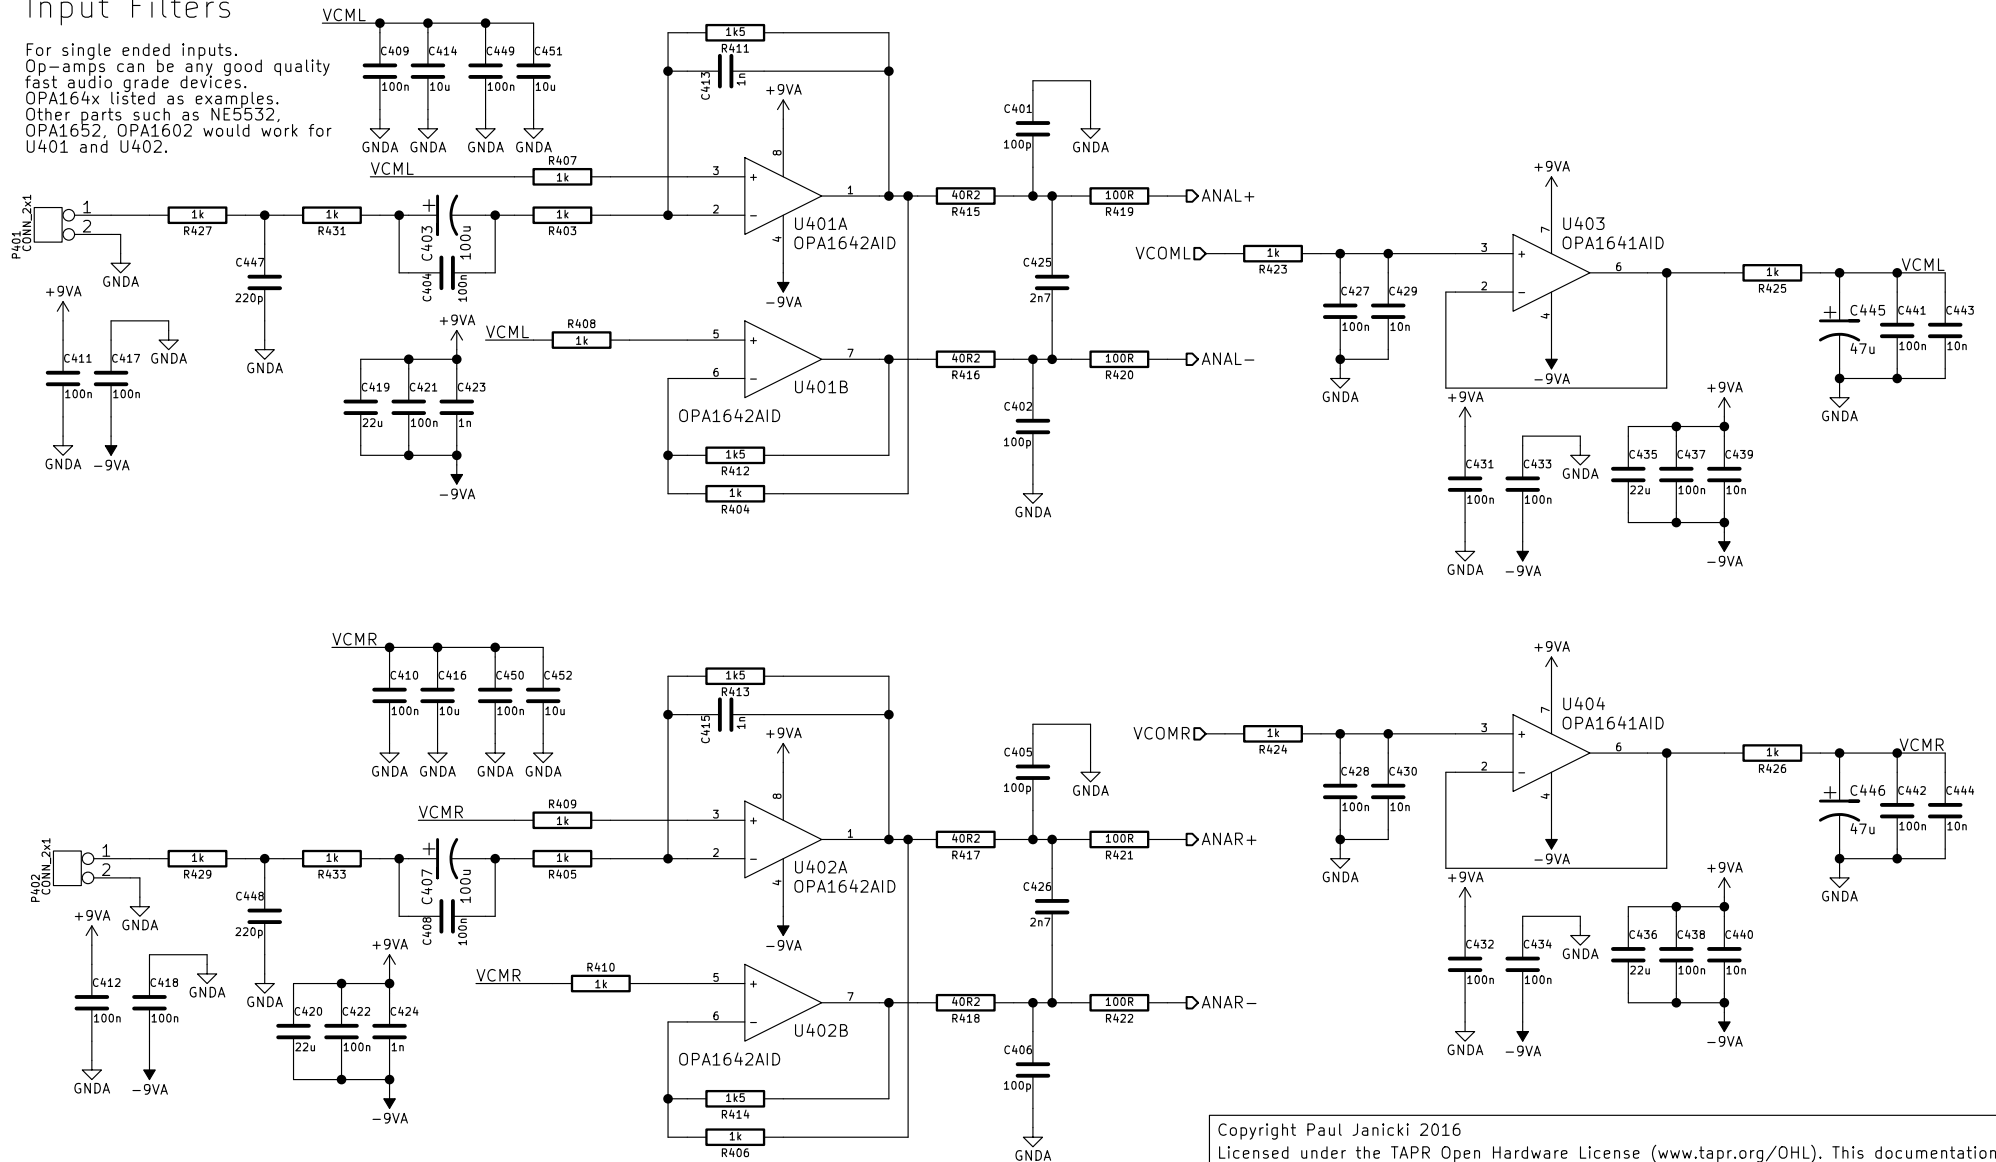 Input Filters
For single ended inputs.
Op-amps can be any good quality
fast audio grade devices.
OPA164x listed as examples.
Other parts such as NE5532,
OPA1652, OPA1602 would work for
U401 and U402.
VCML
C409 C414 C449 C451
100n 10u 100n 10u
GNDA GNDA GNDA GNDA
1k5
R411
C413
1n
+9VA
8
VCML
R407
1k
3
+
2
−
1
4
U401A
OPA1642AID
−9VA
P401
CONN_2x1
1
2
GNDA
1k
R427
1k
R431
+
C403
100u
C404
100n
1k
R403
C447
220p
GNDA
+9VA
C411
100n
GNDA
GNDA
C417
100n
−9VA
+9VA
C419 C421 C423
22u 100n 1n
−9VA
VCML
R408
1k
5
+
6
−
7
U401B
OPA1642AID
1k5
R412
1k
R404
C401
100p
GNDA
40R2
R415
100R
R419
ANAL+
C425
2n7
40R2
R416
100R
R420
ANAL−
C402
100p
GNDA
VCOML
1k
R423
C427 C429
100n 10n
GNDA
+9VA
7
U403
OPA1641AID
3
+
2
−
6
4
−9VA
1k
R425
VCML
+
C445 C441 C443
47u 100n 10n
GNDA
+9VA
C431
100n
GNDA
GNDA
C433
100n
−9VA
+9VA
C435 C437 C439
22u 100n 10n
−9VA
VCMR
C410 C416 C450 C452
100n 10u 100n 10u
GNDA GNDA GNDA GNDA
1k5
R413
C415
1n
+9VA
8
VCMR
R409
1k
3
+
2
−
1
4
U402A
OPA1642AID
−9VA
P402
CONN_2x1
1
2
GNDA
1k
R429
1k
R433
+
C407
100u
C408
100n
1k
R405
C448
220p
GNDA
+9VA
C412
100n
GNDA
GNDA
C418
100n
−9VA
+9VA
C420 C422 C424
22u 100n 1n
−9VA
VCMR
R410
1k
5
+
6
−
7
U402B
OPA1642AID
1k5
R414
1k
R406
C405
100p
GNDA
40R2
R417
100R
R421
ANAR+
C426
2n7
40R2
R418
100R
R422
ANAR−
C406
100p
GNDA
VCOMR
1k
R424
C428 C430
100n 10n
GNDA
+9VA
7
U404
OPA1641AID
3
+
2
−
6
4
−9VA
1k
R426
VCMR
+
C446 C442 C444
47u 100n 10n
GNDA
+9VA
C432
100n
GNDA
GNDA
C434
100n
−9VA
+9VA
C436 C438 C440
22u 100n 10n
−9VA
Copyright Paul Janicki 2016
Licensed under the TAPR Open Hardware License (www.tapr.org/OHL). This documentation